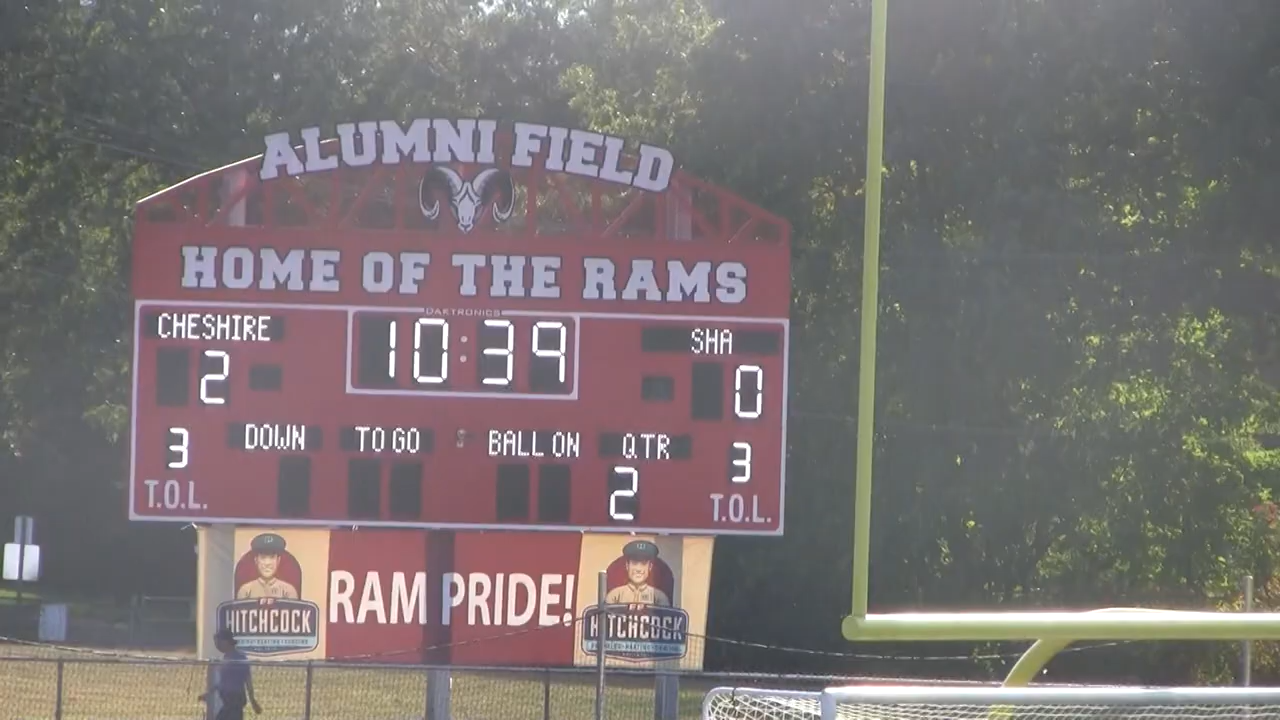 ALUMNI FIELD
HOME OF THE RAMS
DAKTRONICS
CHESHIRE 10:39 SHA
2 0
DOWN TO GO BALL ON QTR
3 2 3
T.O.L. T.O.L.
RAM PRIDE!
HITCHCOCK HITCHCOCK